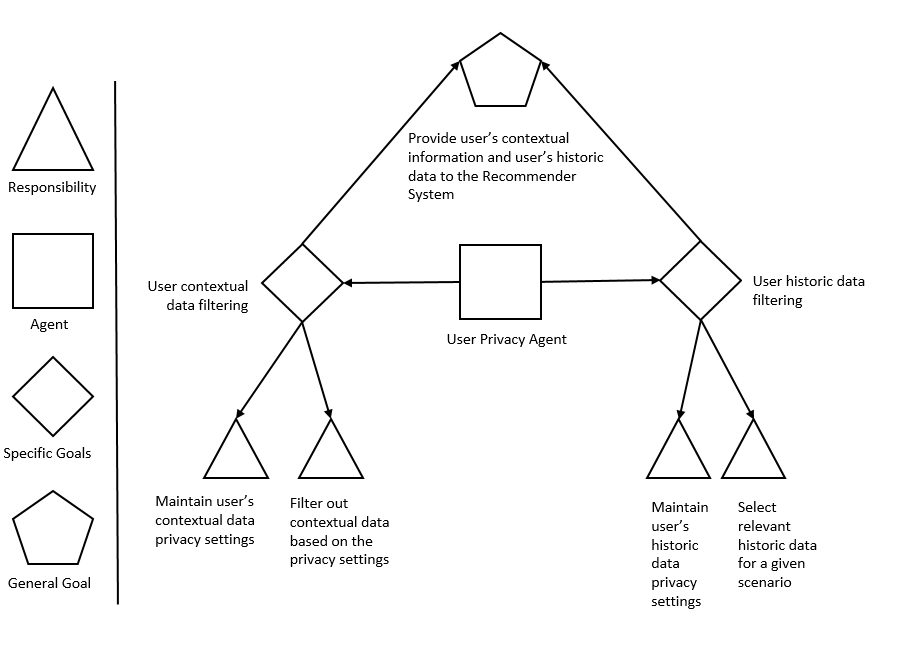 Responsibility
Agent
Specific Goals
General Goal
Provide user's contextual
information and user's historic
data to the Recommender
System
User contextual
data filtering
User Privacy Agent
User historic data
filtering
Maintain user's
contextual data
privacy settings
Filter out
contextual data
based on the
privacy settings
Maintain
user's
historic
data
privacy
settings
Select
relevant
historic data
for a given
scenario